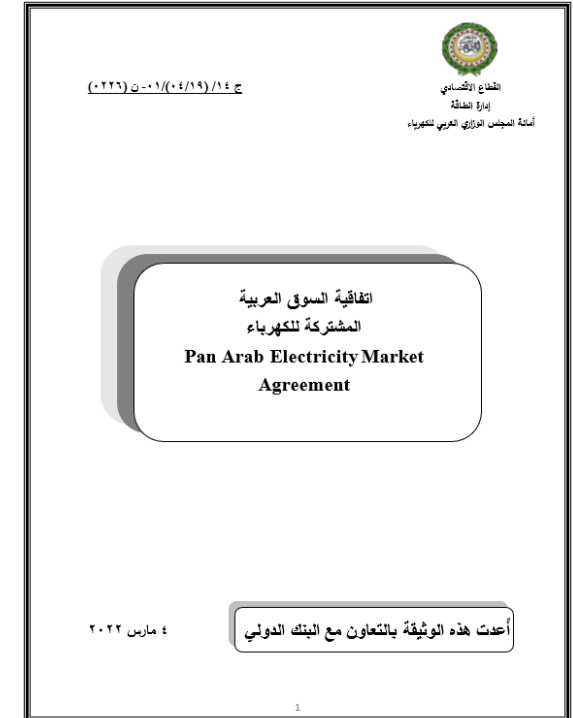 القطاع الاقتصادي
إدارة الطاقة
أمانة المجلس الوزاري العربي للكهرباء
ج ١٤/ (٠٤/١٩)/٠١-ن (٠٢٢٦)
اتفاقية السوق العربية
المشتركة للكهرباء
Pan Arab Electricity Market
Agreement
أعدت هذه الوثيقة بالتعاون مع البنك الدولي
٤ مارس ٢٠٢٢
1